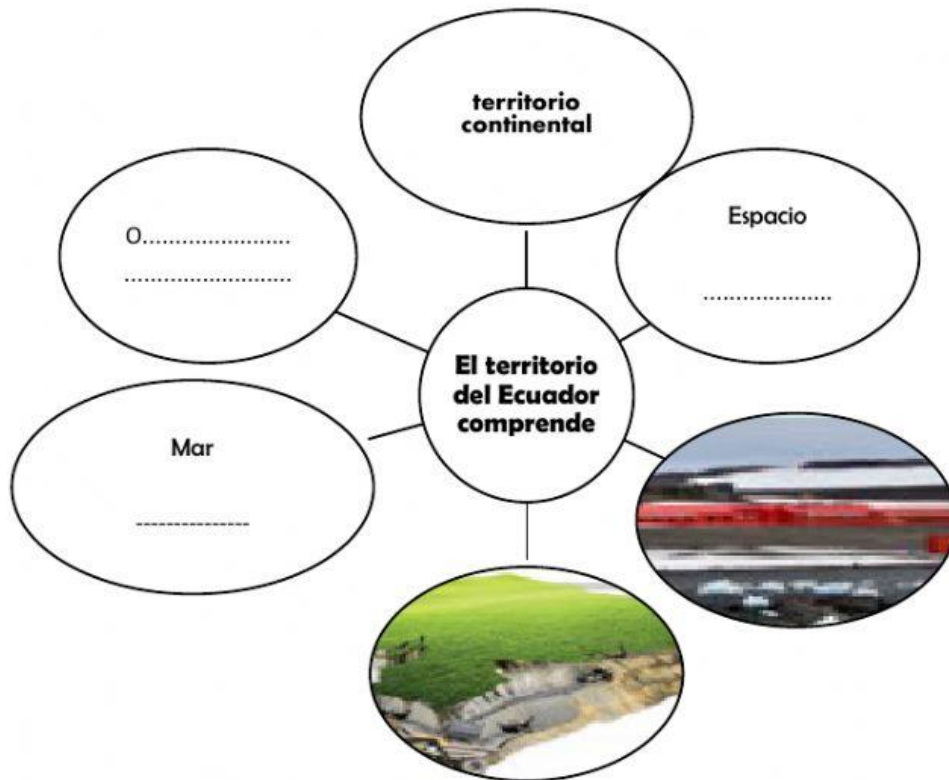 territorio
continental
Espacio
....................
O.......................
..........................
El territorio
del Ecuador
comprende
Mar
---------------